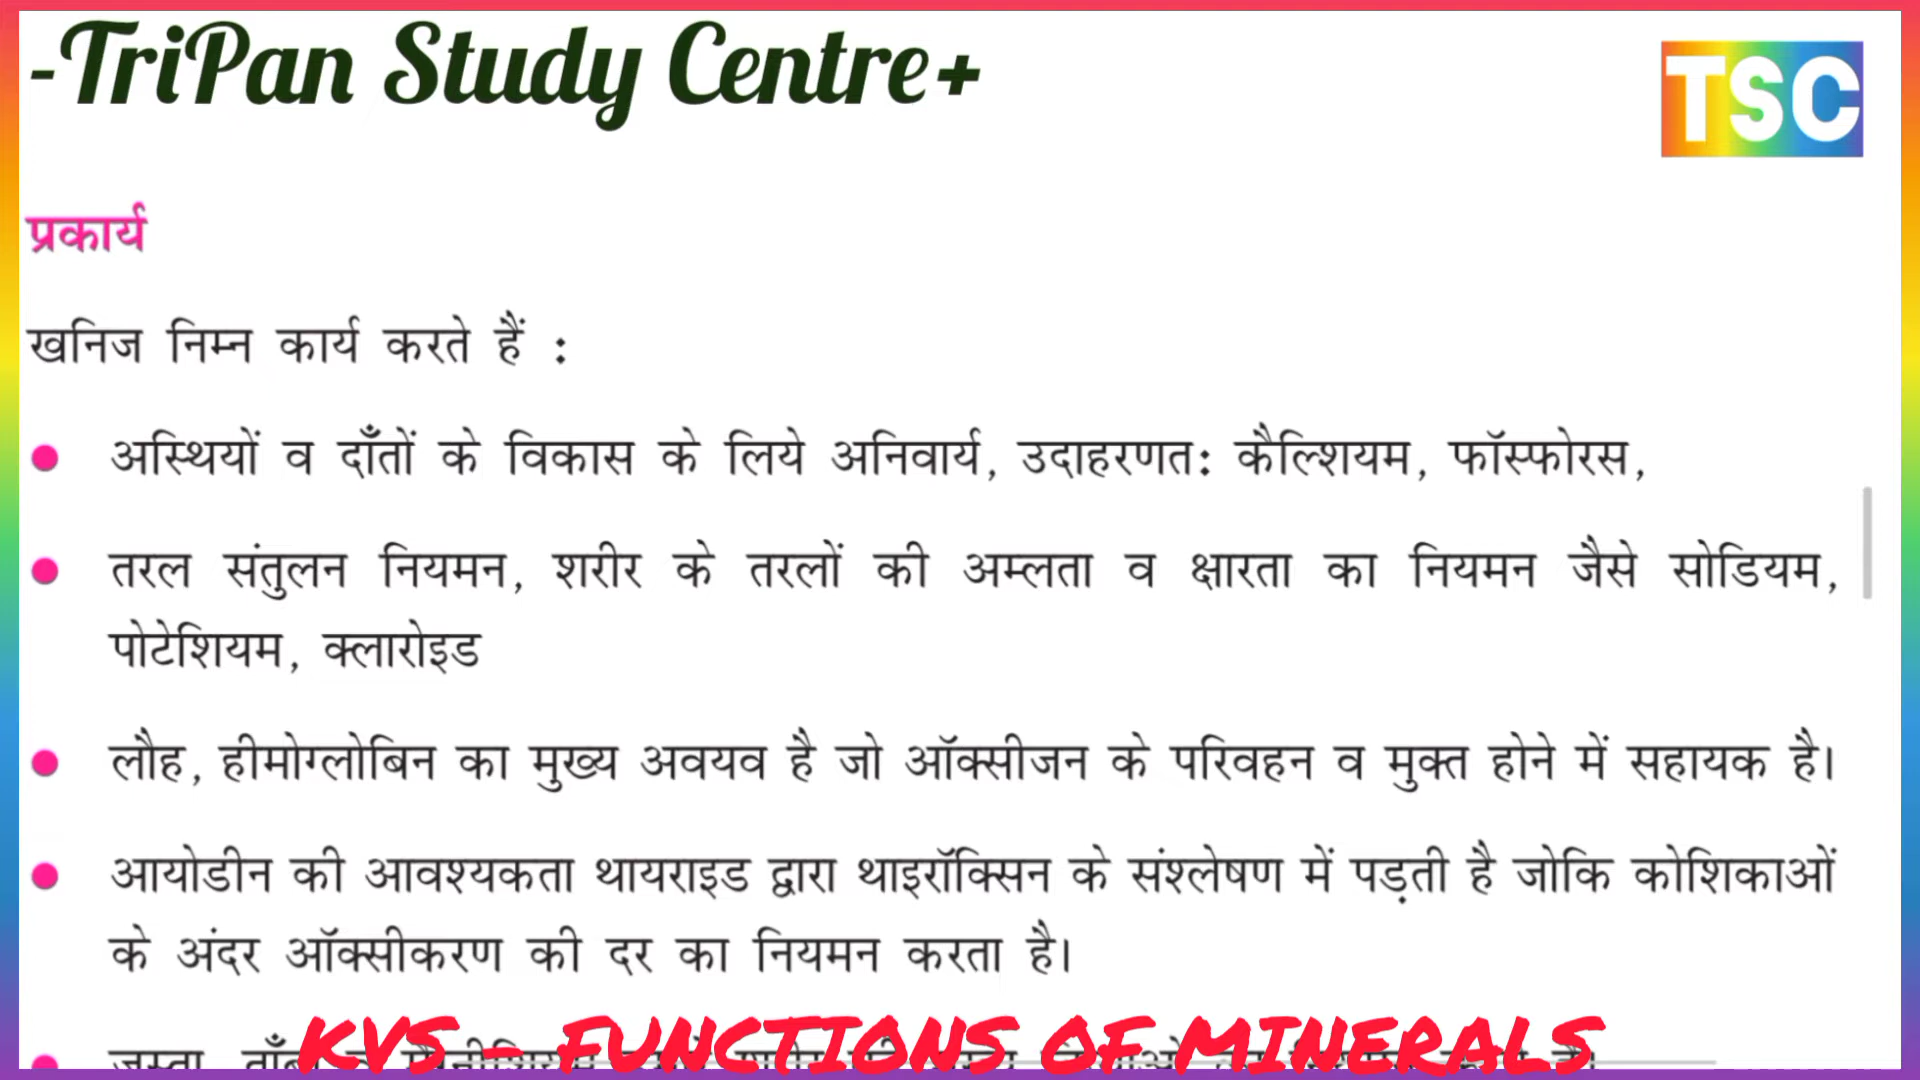 -TriPan Study Centre+
TSC
प्रकार्य
खनिज निम्न कार्य करते हैं :
● अस्थियों व दाँतों के विकास के लिये अनिवार्य, उदाहरणतः कैल्शियम, फॉस्फोरस,
● तरल संतुलन नियमन, शरीर के तरलों की अम्लता व क्षारता का नियमन जैसे सोडियम,
पोटेशियम, क्लारोइड
● लौह, हीमोग्लोबिन का मुख्य अवयव है जो ऑक्सीजन के परिवहन व मुक्त होने में सहायक है।
● आयोडीन की आवश्यकता थायराइड द्वारा थाइरॉक्सिन के संश्लेषण में पड़ती है जोकि कोशिकाओं
के अंदर ऑक्सीकरण की दर का नियमन करता है।
KVS - FUNCTIONS OF MINERALS